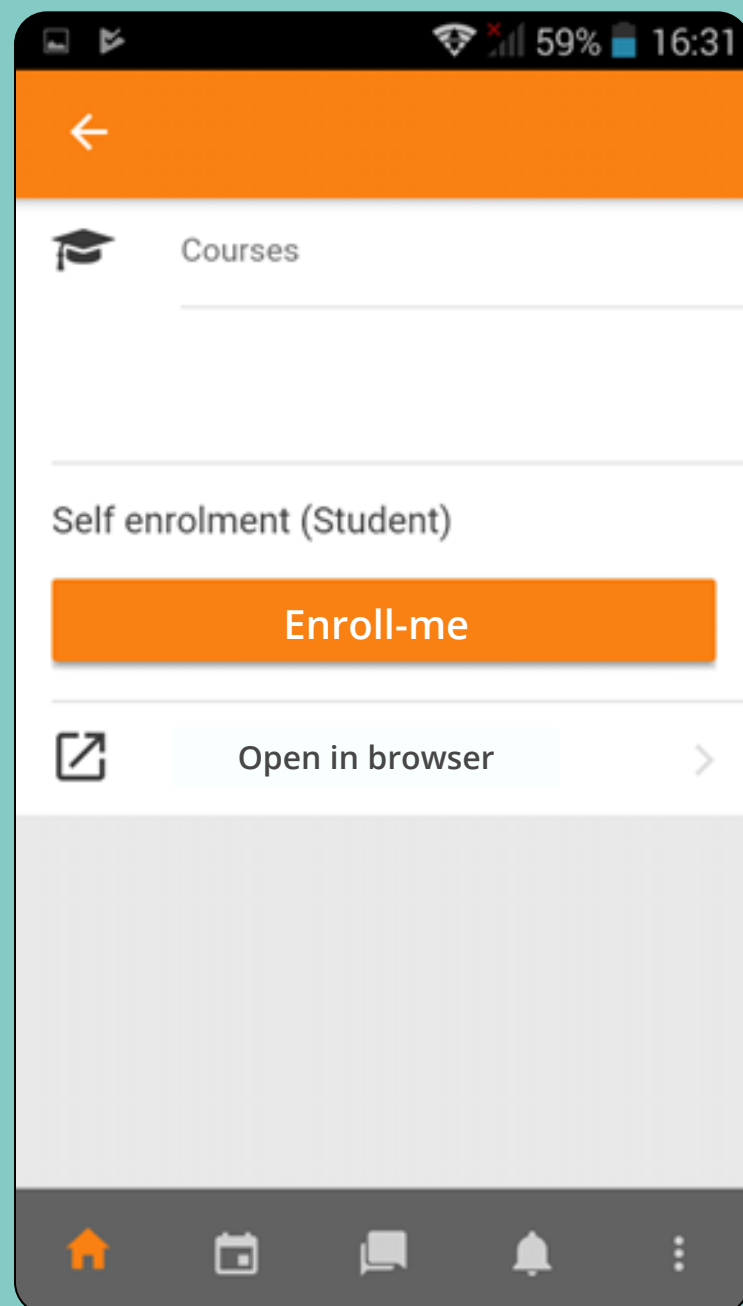 59% 16:31
Courses
Self enrolment (Student)
Enroll-me
Open in browser